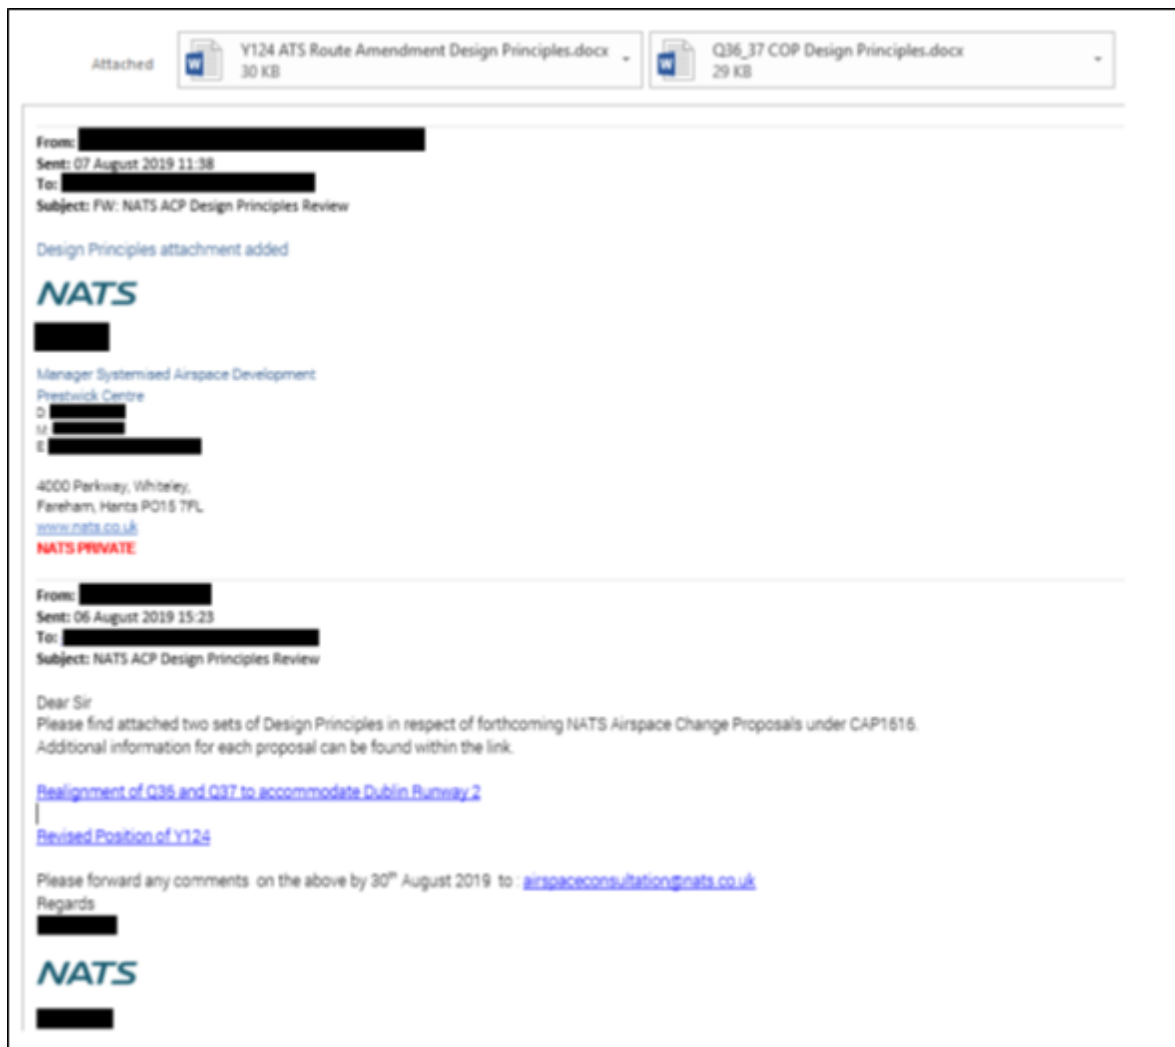 Attached
Y124 ATS Route Amendment Design Principles.docx
30 KB
Q36_37 COP Design Principles.docx
29 KB
From:
Sent: 07 August 2019 11:38
To:
Subject: FW: NATS ACP Design Principles Review
Design Principles attachment added
NATS
Manager Systemised Airspace Development
Prestwick Centre
D
M
E
4000 Parkway, Whiteley,
Fareham, Hants PO15 7FL
www.nats.co.uk
NATS PRIVATE
From:
Sent: 06 August 2019 15:23
To:
Subject: NATS ACP Design Principles Review
Dear Sir
Please find attached two sets of Design Principles in respect of forthcoming NATS Airspace Change Proposals under CAP1616.
Additional information for each proposal can be found within the link.
Realignment of Q36 and Q37 to accommodate Dublin Runway 2
Revised Position of Y124
Please forward any comments on the above by 30th August 2019 to : airspaceconsultation@nats.co.uk
Regards
NATS